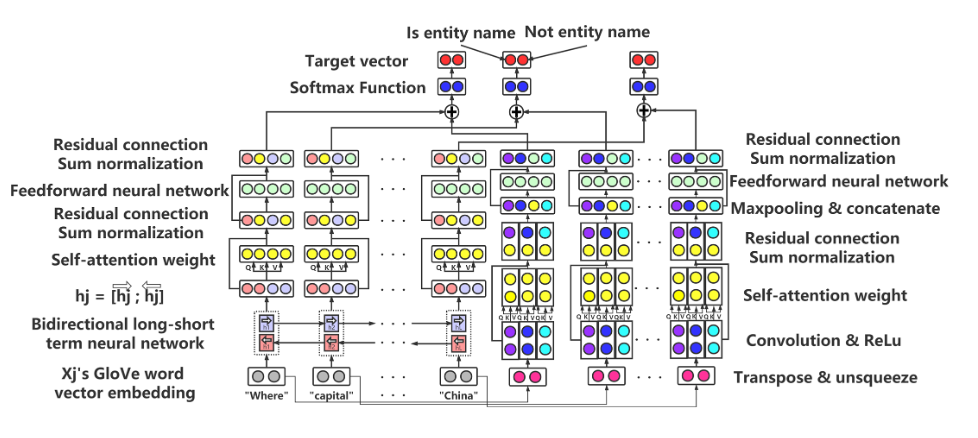 Is entity name
Not entity name
Target vector
Softmax Function
Residual connection
Sum normalization
Feedforward neural network
Residual connection
Sum normalization
Self-attention weight
Q K V
Q K V
Q K V
hj = [hj ; hj]
Bidirectional long-short
term neural network
Xj's GloVe word
vector embedding
"Where"
"capital"
"China"
Residual connection
Sum normalization
Feedforward neural network
Maxpooling & concatenate
Residual connection
Sum normalization
Self-attention weight
Q K V Q K V Q K V
Q K V Q K V Q K V
Q K V Q K V Q K V
Convolution & ReLu
Transpose & unsqueeze